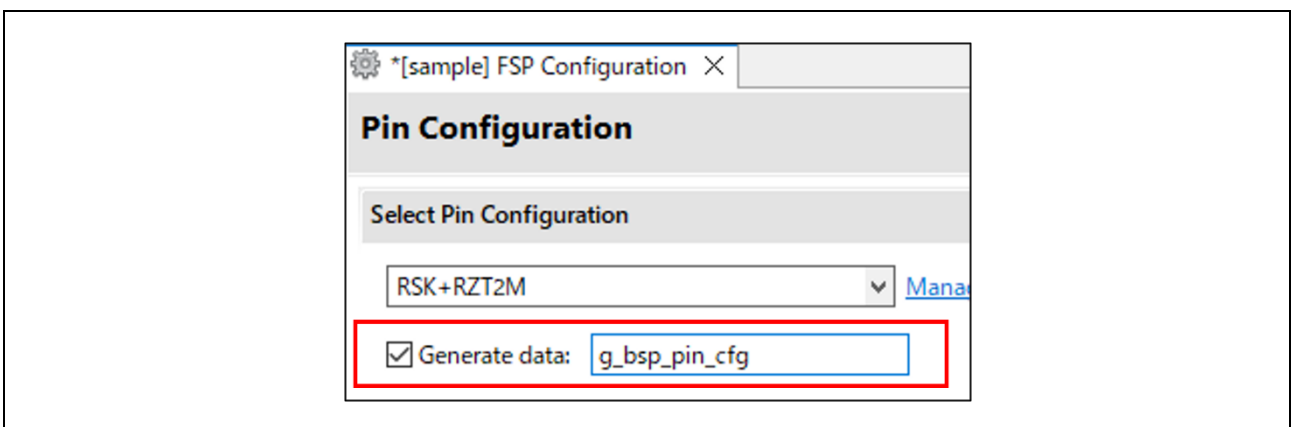 *[sample] FSP Configuration
Pin Configuration
Select Pin Configuration
RSK+RZT2M
Generate data: g_bsp_pin_cfg